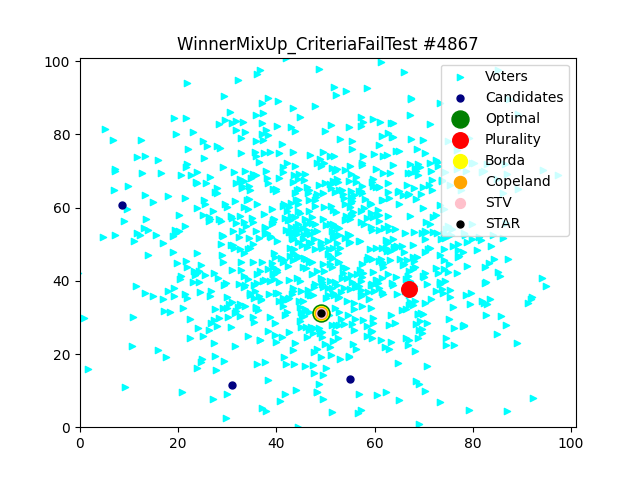 WinnerMixUp_CriteriaFailTest #4867
100
80
60
40
20
0
0
20
40
60
80
100
Voters
Candidates
Optimal
Plurality
Borda
Copeland
STV
STAR